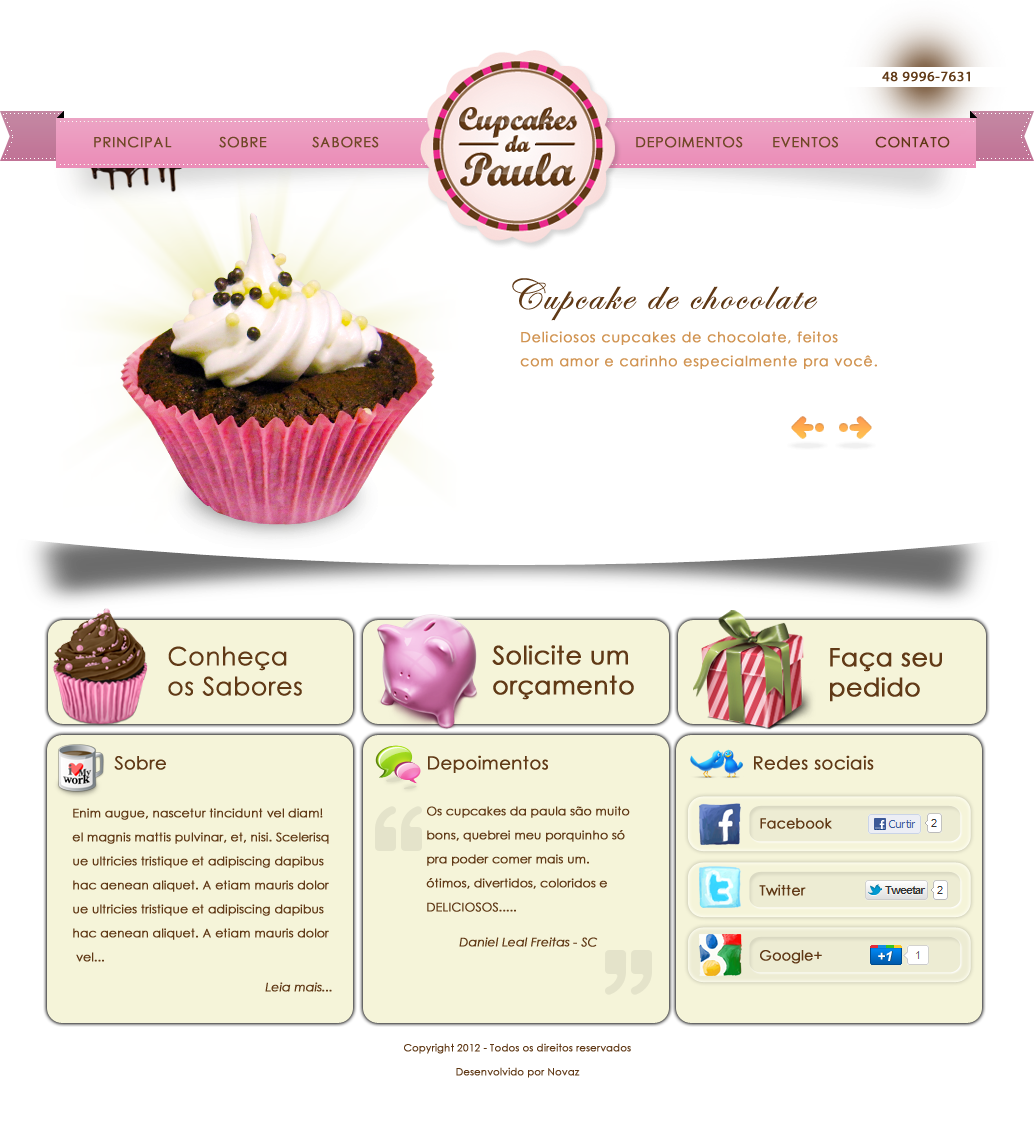 48 9996-7631
PRINCIPAL
SOBRE
SABORES
Cupcakes
da
Paula
DEPOIMENTOS
EVENTOS
CONTATO
Cupcake de chocolate
Deliciosos cupcakes de chocolate, feitos
com amor e carinho especialmente pra você.
Conheça
os Sabores
Solicite um
orçamento
Faça seu
pedido
I My
work
Sobre
Enim augue, nascetur tincidunt vel diam!
el magnis mattis pulvinar, et, nisi. Scelerisq
ue ultricies tristique et adipiscing dapibus
hac aenean aliquet. A etiam mauris dolor
ue ultricies tristique et adipiscing dapibus
hac aenean aliquet. A etiam mauris dolor
vel...
Leia mais...
Depoimentos
“
Os cupcakes da paula são muito
bons, quebrei meu porquinho só
pra poder comer mais um.
ótimos, divertidos, coloridos e
DELICIOSOS.....
Daniel Leal Freitas - SC
”
Redes sociais
f Facebook f Curtir 2
t Twitter Tweetar 2
g Google+ +1 1
Copyright 2012 - Todos os direitos reservados
Desenvolvido por Novaz